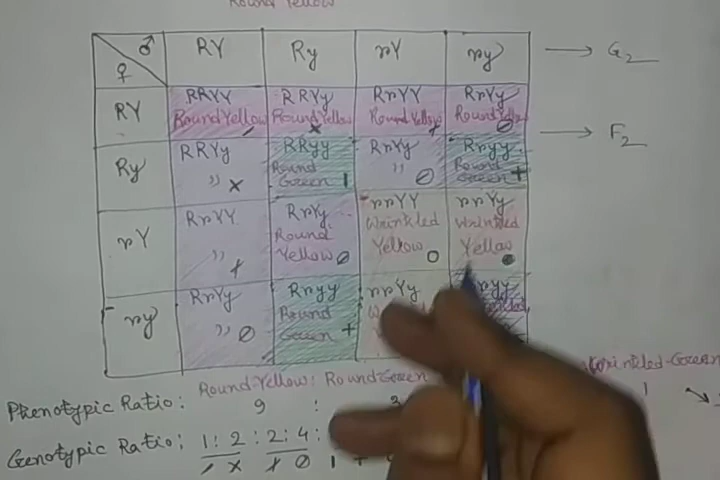 Round Yellow
♂ RY Ry rY ry → G2
♀
RY RRYY RRYy RrYY RrYy → F2
Round Yellow Round Yellow Round Yellow Round Yellow
Ry RRYy RRyy RrYy Rryy
" x Round Green 1 " Ø Round Green +
rY RrYY RrYy rrYY rrYy
" Round Yellow Ø Wrinkled Yellow O Wrinkled Yellow
ry RrYy Rryy rrYy
" Ø Round Green +
Round-Yellow : Round Green Wrinkled-Green
Phenotypic Ratio : 9 : 3 1
Genotypic Ratio : 1 : 2 : 2 : 4 :